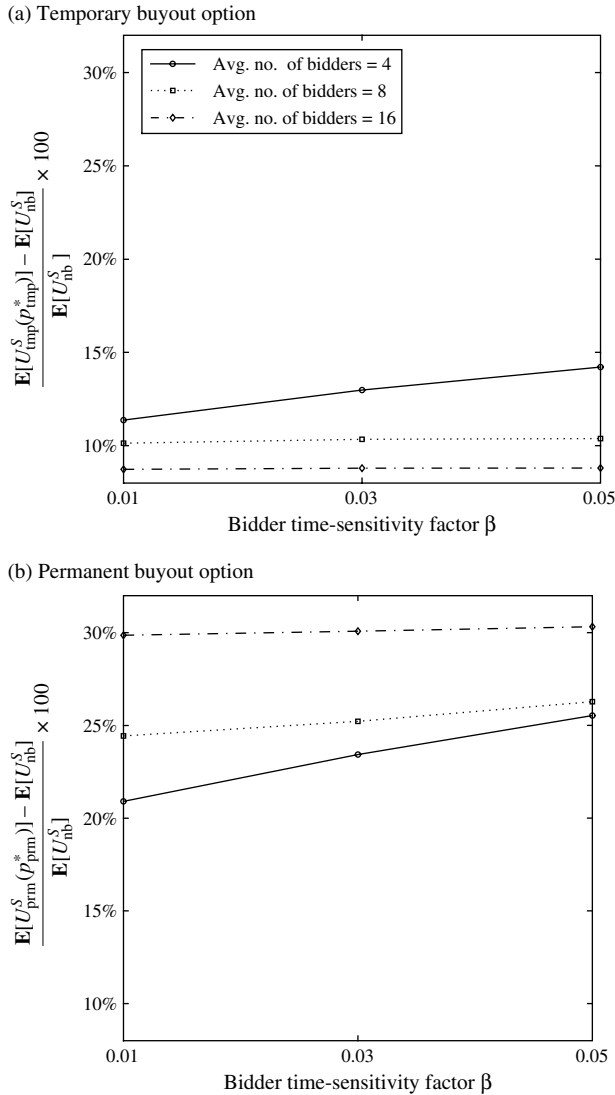 (a) Temporary buyout option
30%
25%
20%
15%
10%
Avg. no. of bidders = 4
Avg. no. of bidders = 8
Avg. no. of bidders = 16
E[U^S_tmp(p*_tmp)] – E[U^S_nb]
E[U^S_nb]
× 100
0.01 0.03 0.05
Bidder time-sensitivity factor β
(b) Permanent buyout option
30%
25%
20%
15%
10%
E[U^S_prm(p*_prm)] – E[U^S_nb]
E[U^S_nb]
× 100
0.01 0.03 0.05
Bidder time-sensitivity factor β